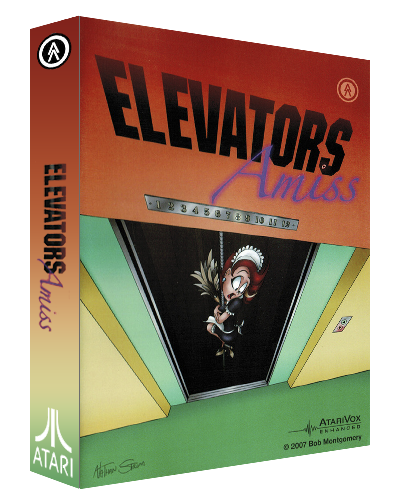 ELEVATORS
Amiss
1 2 3 4 5 6 7 8 9 10 11 12
ATARIVOX
ENHANCED
© 2007 Bob Montgomery
ELEVATORS
Amiss
ATARI